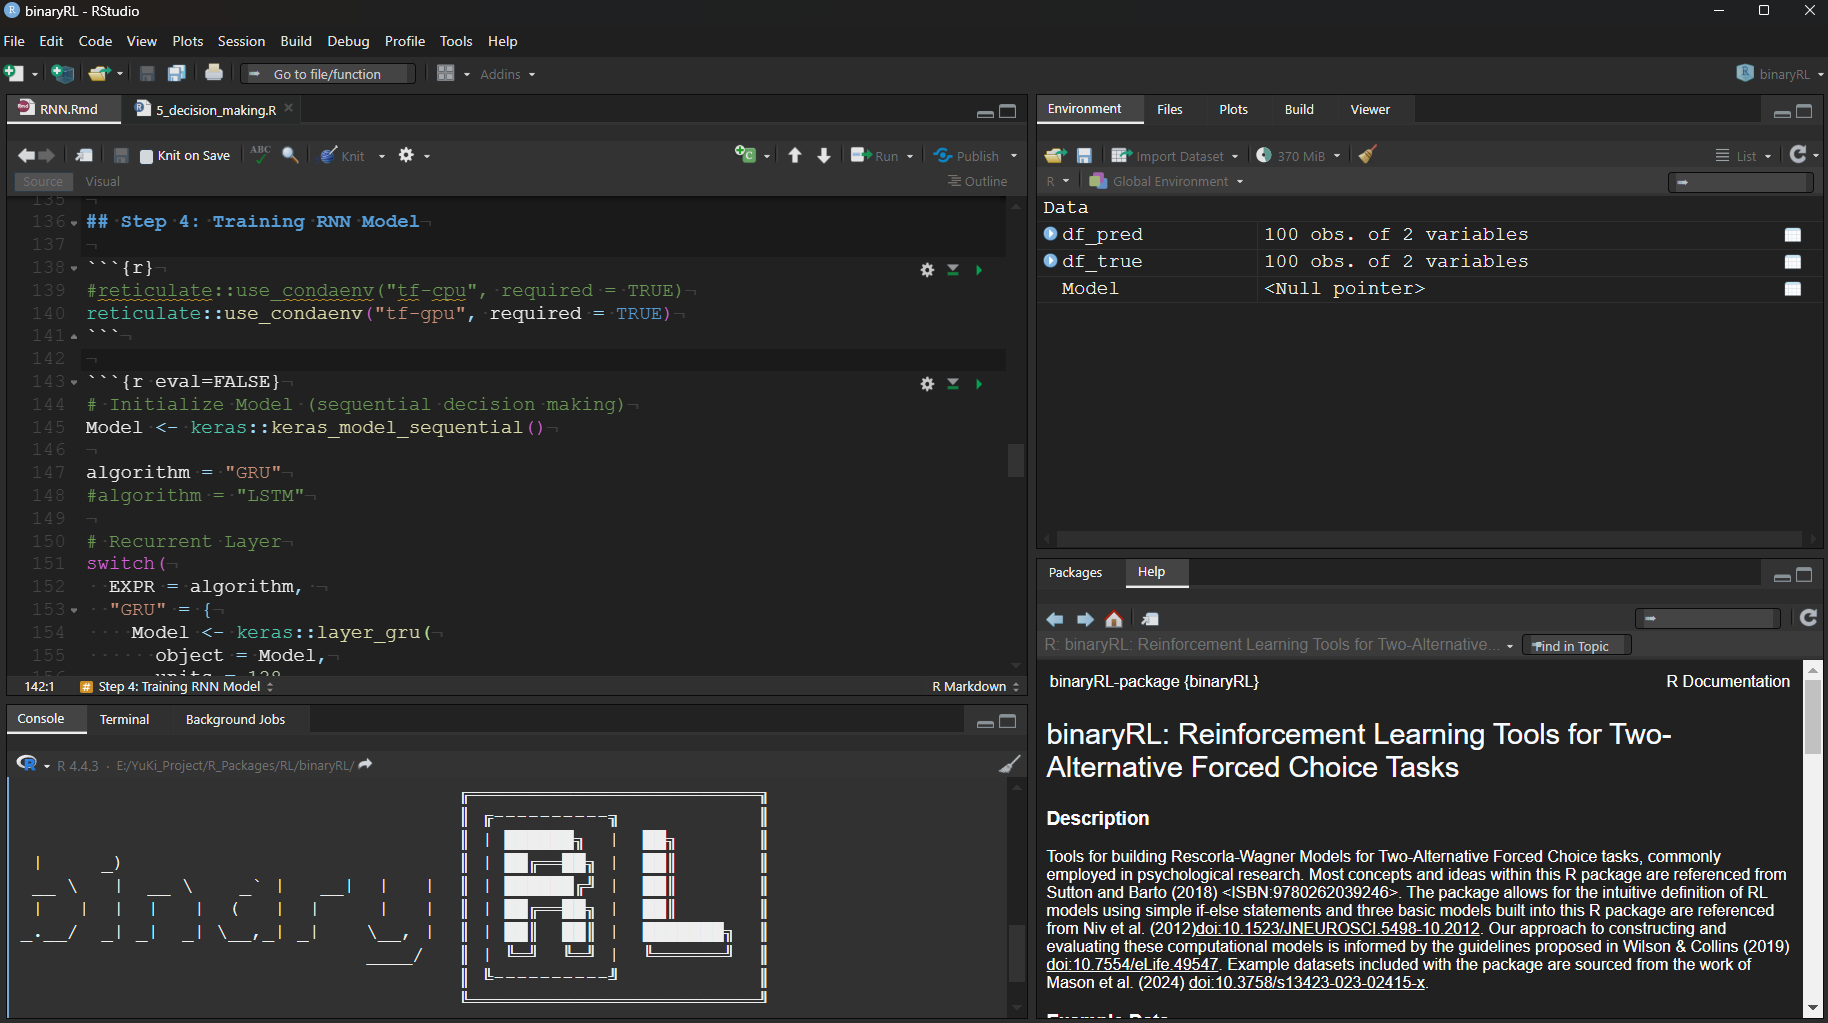 binaryRL - RStudio
File Edit Code View Plots Session Build Debug Profile Tools Help
Go to file/function Addins binaryRL
RNN.Rmd 5_decision_making.R
Knit on Save ABC Knit Run Publish
Source Visual Outline
135
136 ## Step 4: Training RNN Model
137
138 ```{r}
139 #reticulate::use_condaenv("tf-cpu", required = TRUE)
140 reticulate::use_condaenv("tf-gpu", required = TRUE)
141 ```
142
143 ```{r eval=FALSE}
144 # Initialize Model (sequential decision making)
145 Model <- keras::keras_model_sequential()
146
147 algorithm = "GRU"
148 #algorithm = "LSTM"
149
150 # Recurrent Layer
151 switch(
152 EXPR = algorithm,
153 "GRU" = {
154 Model <- keras::layer_gru(
155 object = Model,
156 units = 128
142:1 # Step 4: Training RNN Model R Markdown
Console Terminal Background Jobs
R 4.4.3 · E:/YuKi_Project/R_Packages/RL/binaryRL/
binary RL
Environment Files Plots Build Viewer
Import Dataset 370 MiB List
R Global Environment
Data
df_pred 100 obs. of 2 variables
df_true 100 obs. of 2 variables
Model <Null pointer>
Packages Help
R: binaryRL: Reinforcement Learning Tools for Two-Alternative... Find in Topic
binaryRL-package {binaryRL} R Documentation
binaryRL: Reinforcement Learning Tools for Two-
Alternative Forced Choice Tasks
Description
Tools for building Rescorla-Wagner Models for Two-Alternative Forced Choice tasks, commonly
employed in psychological research. Most concepts and ideas within this R package are referenced from
Sutton and Barto (2018) <ISBN:9780262039246>. The package allows for the intuitive definition of RL
models using simple if-else statements and three basic models built into this R package are referenced
from Niv et al. (2012)doi:10.1523/JNEUROSCI.5498-10.2012. Our approach to constructing and
evaluating these computational models is informed by the guidelines proposed in Wilson & Collins (2019)
doi:10.7554/eLife.49547. Example datasets included with the package are sourced from the work of
Mason et al. (2024) doi:10.3758/s13423-023-02415-x.
Example Data